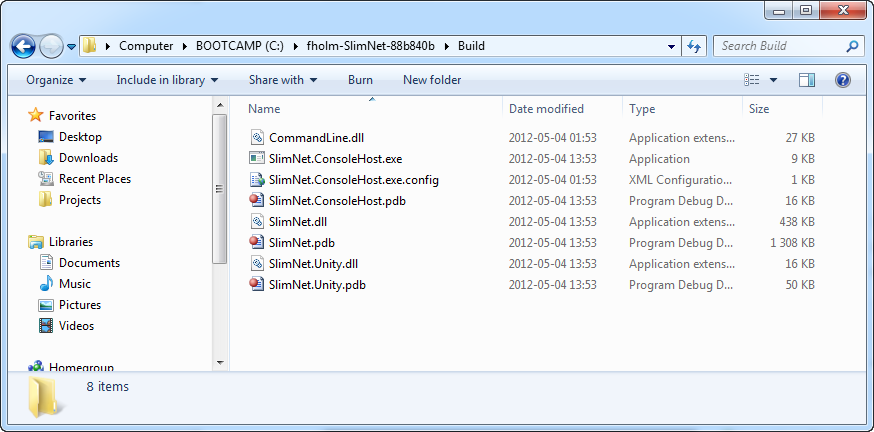 Computer BOOTCAMP (C:) fholm-SlimNet-88b840b Build Search Build
Organize Include in library Share with Burn New folder
Favorites
Desktop
Downloads
Recent Places
Projects
Libraries
Documents
Music
Pictures
Videos
Homegroup
Name Date modified Type Size
CommandLine.dll 2012-05-04 01:53 Application extens... 27 KB
SlimNet.ConsoleHost.exe 2012-05-04 13:53 Application 9 KB
SlimNet.ConsoleHost.exe.config 2012-05-04 01:53 XML Configuratio... 1 KB
SlimNet.ConsoleHost.pdb 2012-05-04 13:53 Program Debug D... 16 KB
SlimNet.dll 2012-05-04 13:53 Application extens... 438 KB
SlimNet.pdb 2012-05-04 13:53 Program Debug D... 1 308 KB
SlimNet.Unity.dll 2012-05-04 13:53 Application extens... 16 KB
SlimNet.Unity.pdb 2012-05-04 13:53 Program Debug D... 50 KB
8 items